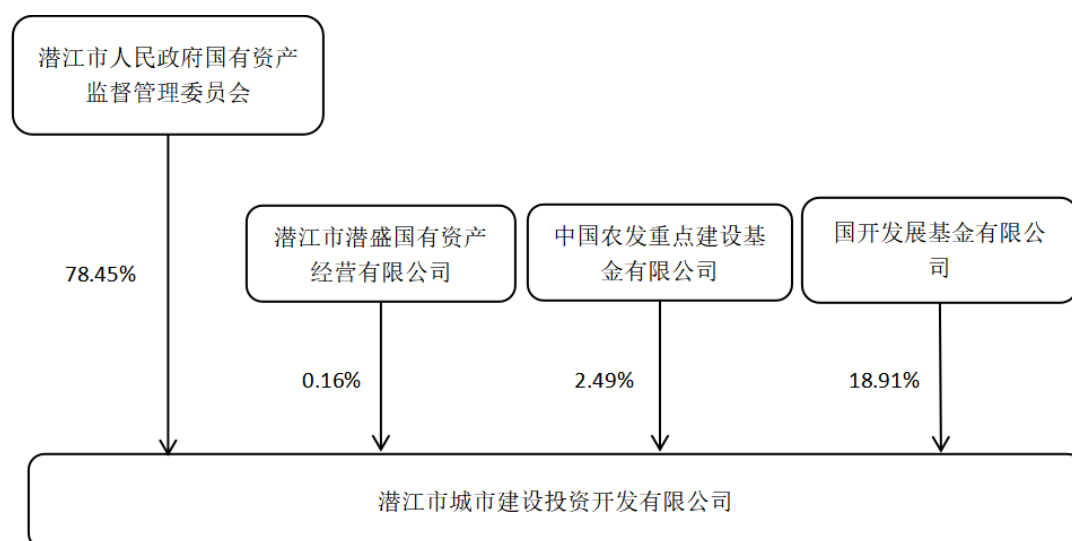 潜江市人民政府国有资产
监督管理委员会
潜江市潜盛国有资产
经营有限公司
中国农发重点建设基
金有限公司
国开发展基金有限公
司
78.45%
0.16%
2.49%
18.91%
潜江市城市建设投资开发有限公司